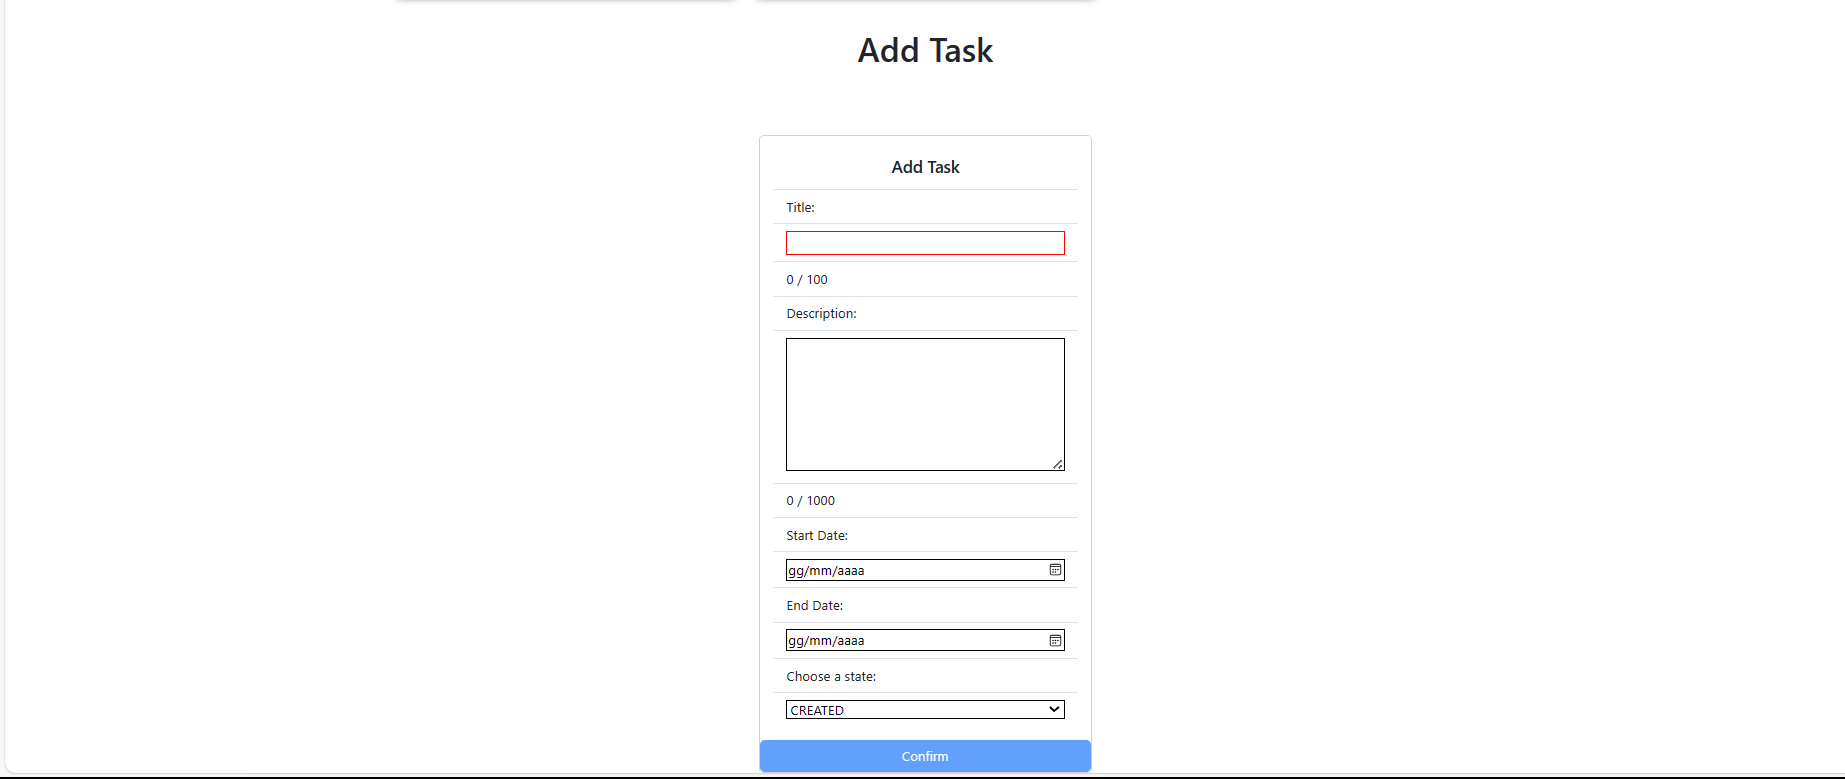 Add Task
Add Task
Title:
0 / 100
Description:
0 / 1000
Start Date:
gg/mm/aaaa
End Date:
gg/mm/aaaa
Choose a state:
CREATED
Confirm